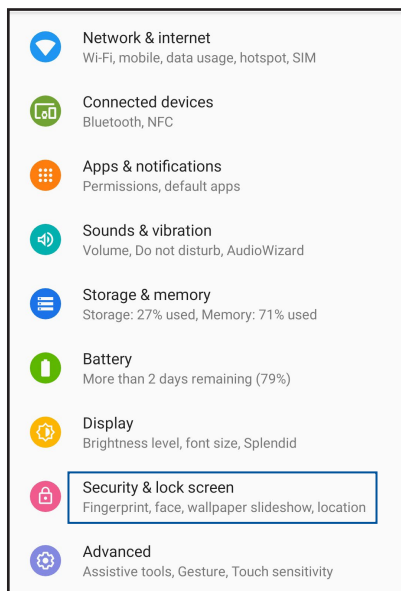 Network & internet
Wi-Fi, mobile, data usage, hotspot, SIM
Connected devices
Bluetooth, NFC
Apps & notifications
Permissions, default apps
Sounds & vibration
Volume, Do not disturb, AudioWizard
Storage & memory
Storage: 27% used, Memory: 71% used
Battery
More than 2 days remaining (79%)
Display
Brightness level, font size, Splendid
Security & lock screen
Fingerprint, face, wallpaper slideshow, location
Advanced
Assistive tools, Gesture, Touch sensitivity